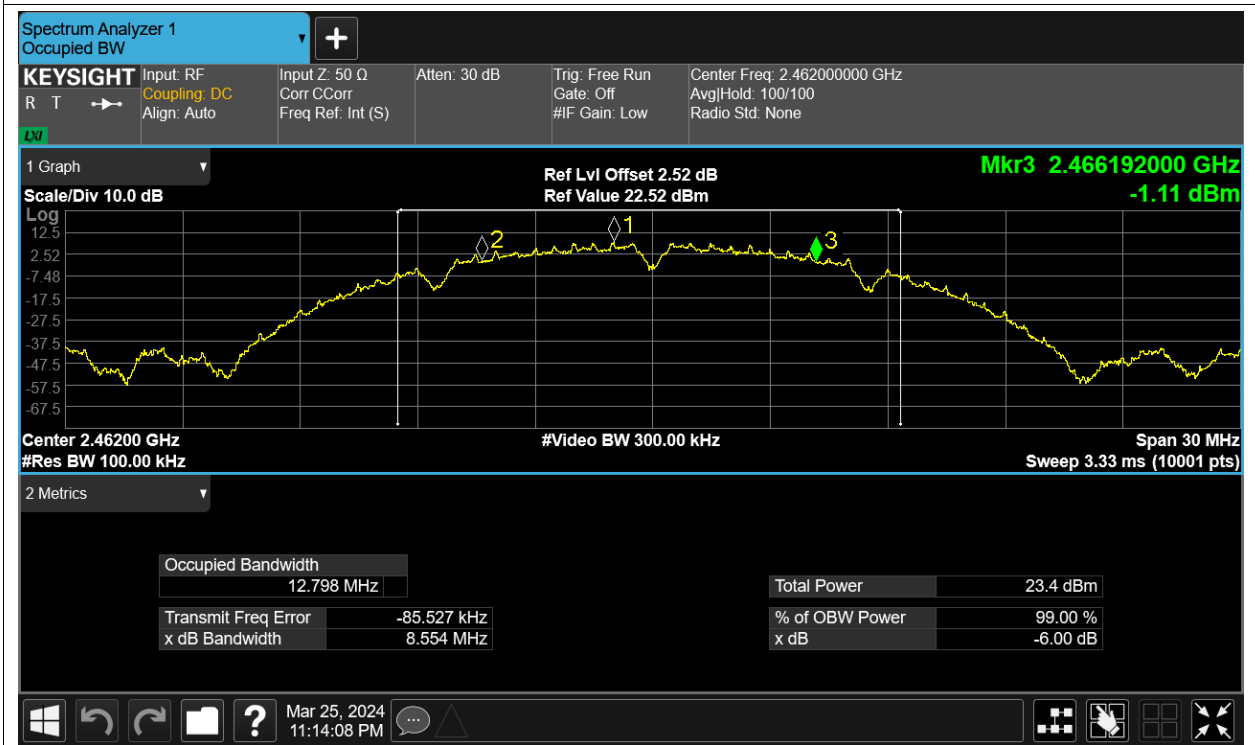 Spectrum Analyzer 1
Occupied BW
+
KEYSIGHT
R T
LXI
Input: RF
Coupling: DC
Align: Auto
Input Z: 50 Ω
Corr CCorr
Freq Ref: Int (S)
Atten: 30 dB
Trig: Free Run
Gate: Off
#IF Gain: Low
Center Freq: 2.462000000 GHz
Avg|Hold: 100/100
Radio Std: None
1 Graph
Scale/Div 10.0 dB
Ref Lvl Offset 2.52 dB
Ref Value 22.52 dBm
Mkr3 2.466192000 GHz
-1.11 dBm
Log
12.5
2.52
-7.48
-17.5
-27.5
-37.5
-47.5
-57.5
-67.5
2
1
3
Center 2.46200 GHz
#Res BW 100.00 kHz
#Video BW 300.00 kHz
Span 30 MHz
Sweep 3.33 ms (10001 pts)
2 Metrics
Occupied Bandwidth
12.798 MHz
Transmit Freq Error -85.527 kHz
x dB Bandwidth 8.554 MHz
Total Power 23.4 dBm
% of OBW Power 99.00 %
x dB -6.00 dB
?
Mar 25, 2024
11:14:08 PM